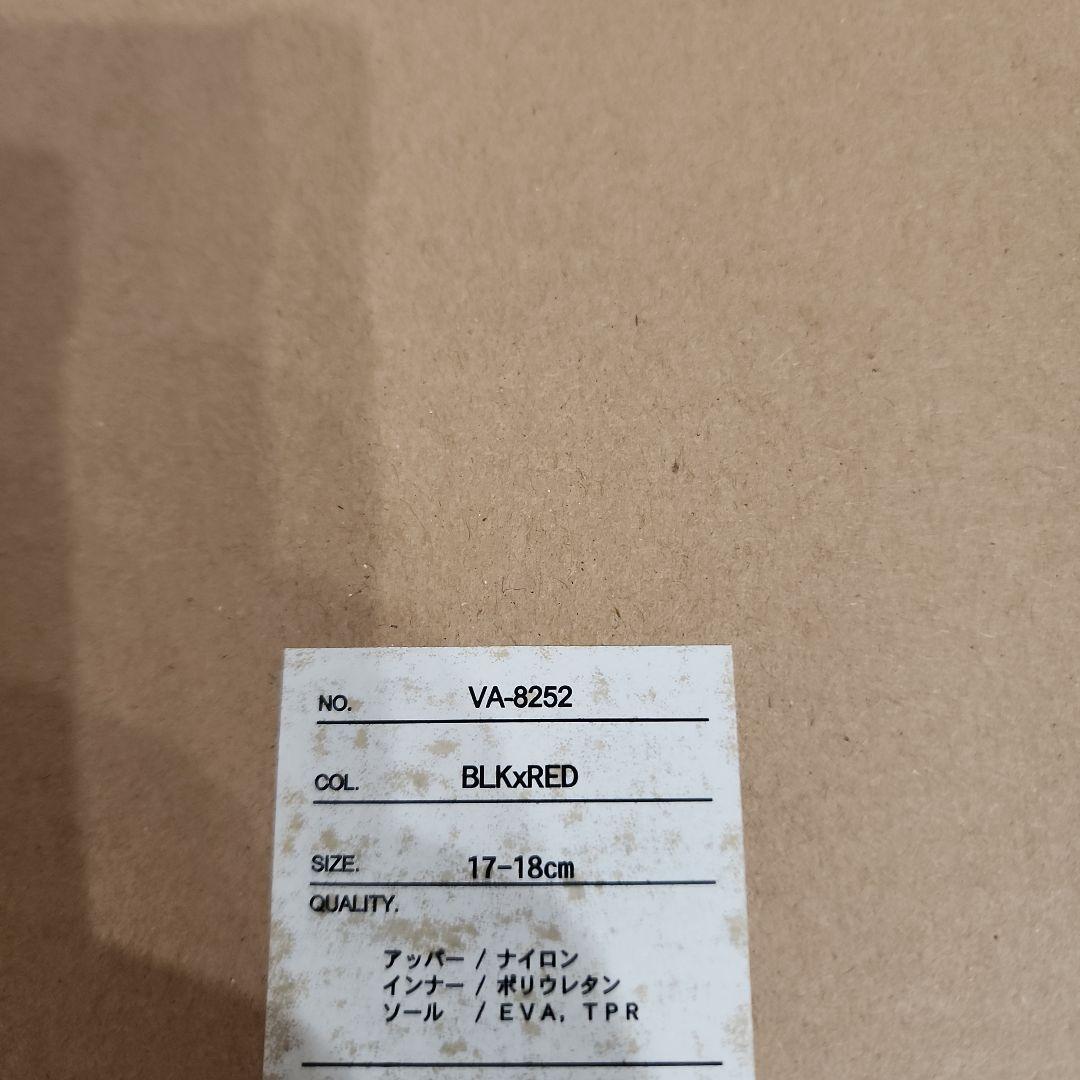 NO. VA-8252
COL. BLKxRED
SIZE. 17-18cm
QUALITY.
アッパー / ナイロン
インナー / ポリウレタン
ソール / EVA, TPR